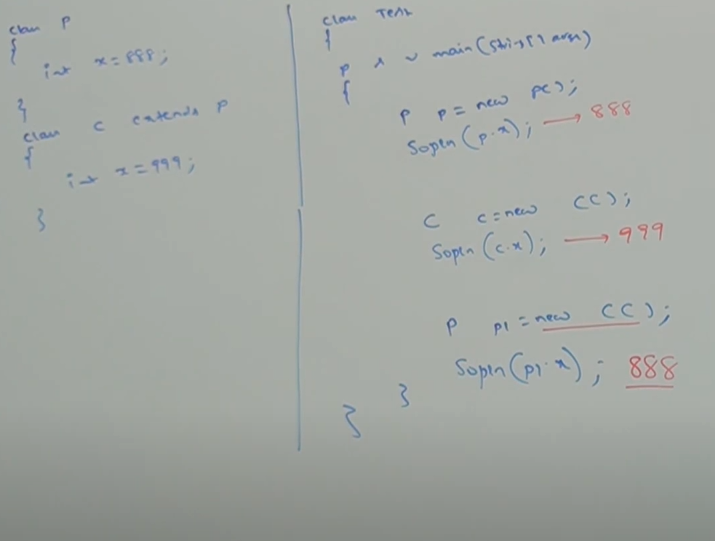 class P
{
int x=888;
}
class C extends P
{
int x=999;
}
class Test
{
P s v main(String[] args)
{
P p = new P();
Sopln(p.x); → 888
C c=new C();
Sopln(c.x); → 999
P p1 = new C();
Sopln(p1.x); 888
}
}